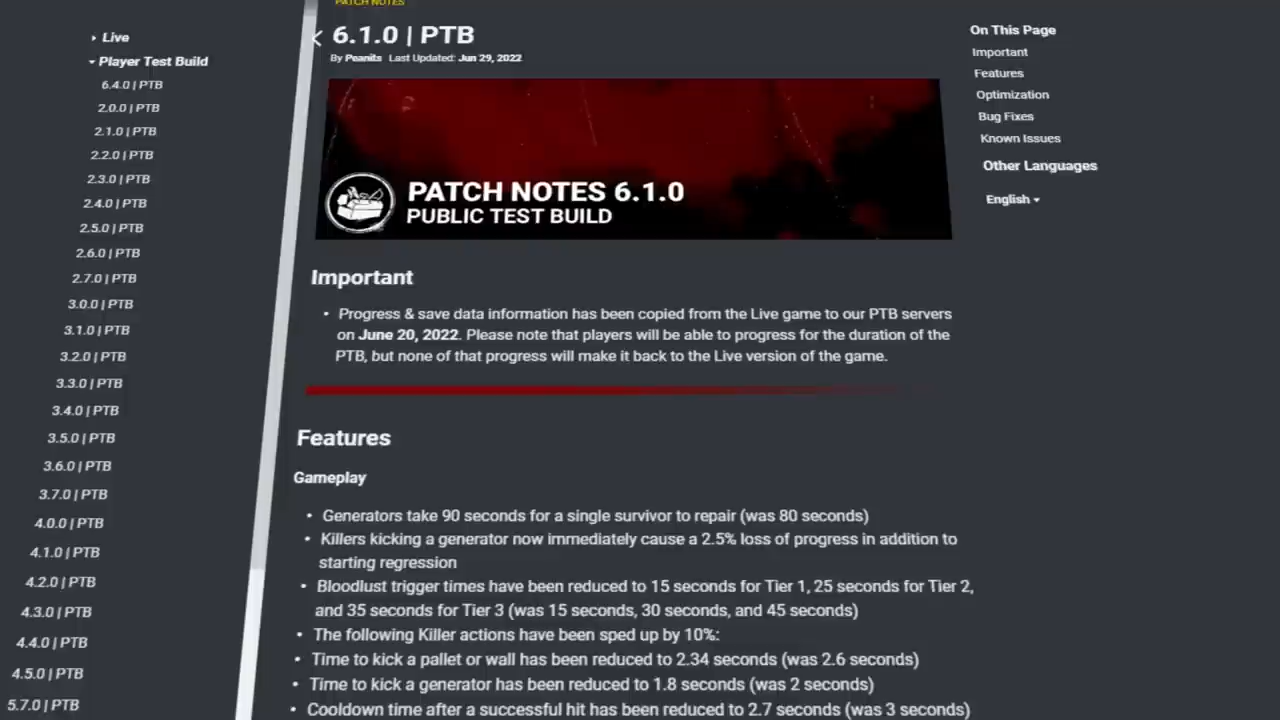 Live
Player Test Build
6.4.0 | PTB
2.0.0 | PTB
2.1.0 | PTB
2.2.0 | PTB
2.3.0 | PTB
2.4.0 | PTB
2.5.0 | PTB
2.6.0 | PTB
2.7.0 | PTB
3.0.0 | PTB
3.1.0 | PTB
3.2.0 | PTB
3.3.0 | PTB
3.4.0 | PTB
3.5.0 | PTB
3.6.0 | PTB
3.7.0 | PTB
4.0.0 | PTB
4.1.0 | PTB
4.2.0 | PTB
4.3.0 | PTB
4.4.0 | PTB
4.5.0 | PTB
5.7.0 | PTB
PATCH NOTES
6.1.0 | PTB
By Peanits Last Updated: Jun 29, 2022
PATCH NOTES 6.1.0
PUBLIC TEST BUILD
Important
• Progress & save data information has been copied from the Live game to our PTB servers
on June 20, 2022. Please note that players will be able to progress for the duration of the
PTB, but none of that progress will make it back to the Live version of the game.
Features
Gameplay
• Generators take 90 seconds for a single survivor to repair (was 80 seconds)
• Killers kicking a generator now immediately cause a 2.5% loss of progress in addition to
starting regression
• Bloodlust trigger times have been reduced to 15 seconds for Tier 1, 25 seconds for Tier 2,
and 35 seconds for Tier 3 (was 15 seconds, 30 seconds, and 45 seconds)
• The following Killer actions have been sped up by 10%:
• Time to kick a pallet or wall has been reduced to 2.34 seconds (was 2.6 seconds)
• Time to kick a generator has been reduced to 1.8 seconds (was 2 seconds)
• Cooldown time after a successful hit has been reduced to 2.7 seconds (was 3 seconds)
On This Page
Important
Features
Optimization
Bug Fixes
Known Issues
Other Languages
English